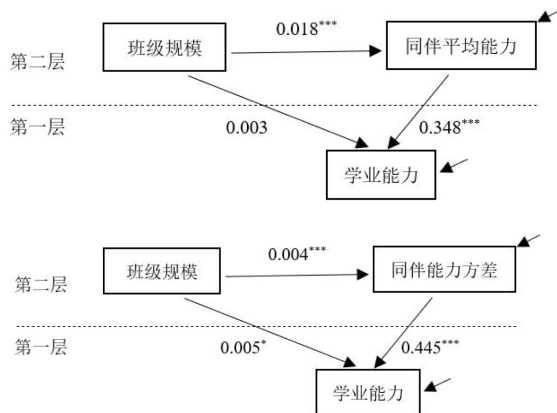 0.018***
班级规模
同伴平均能力
第二层
第一层
0.003
0.348***
学业能力
0.004***
班级规模
同伴能力方差
第二层
第一层
0.005*
0.445***
学业能力